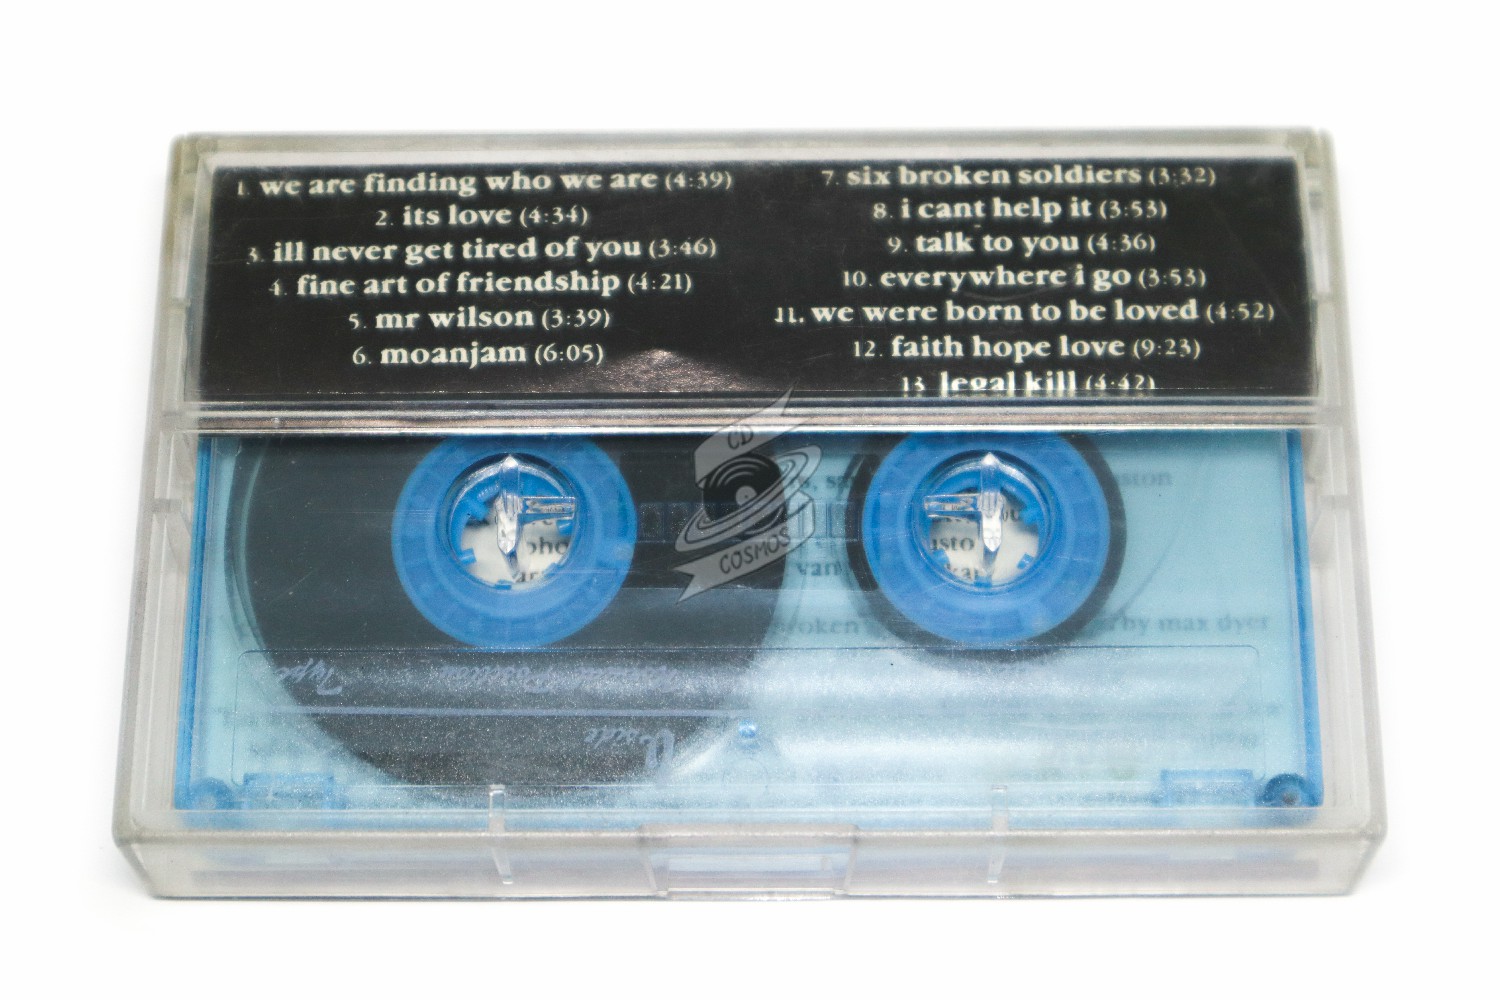 1. we are finding who we are (4:39)
2. its love (4:34)
3. ill never get tired of you (3:46)
4. fine art of friendship (4:21)
5. mr wilson (3:39)
6. moanjam (6:05)
7. six broken soldiers (3:32)
8. i cant help it (3:53)
9. talk to you (4:36)
10. everywhere i go (3:53)
11. we were born to be loved (4:52)
12. faith hope love (9:23)
13 legal kill (4:42)
CD
COSMOS
by max dyer